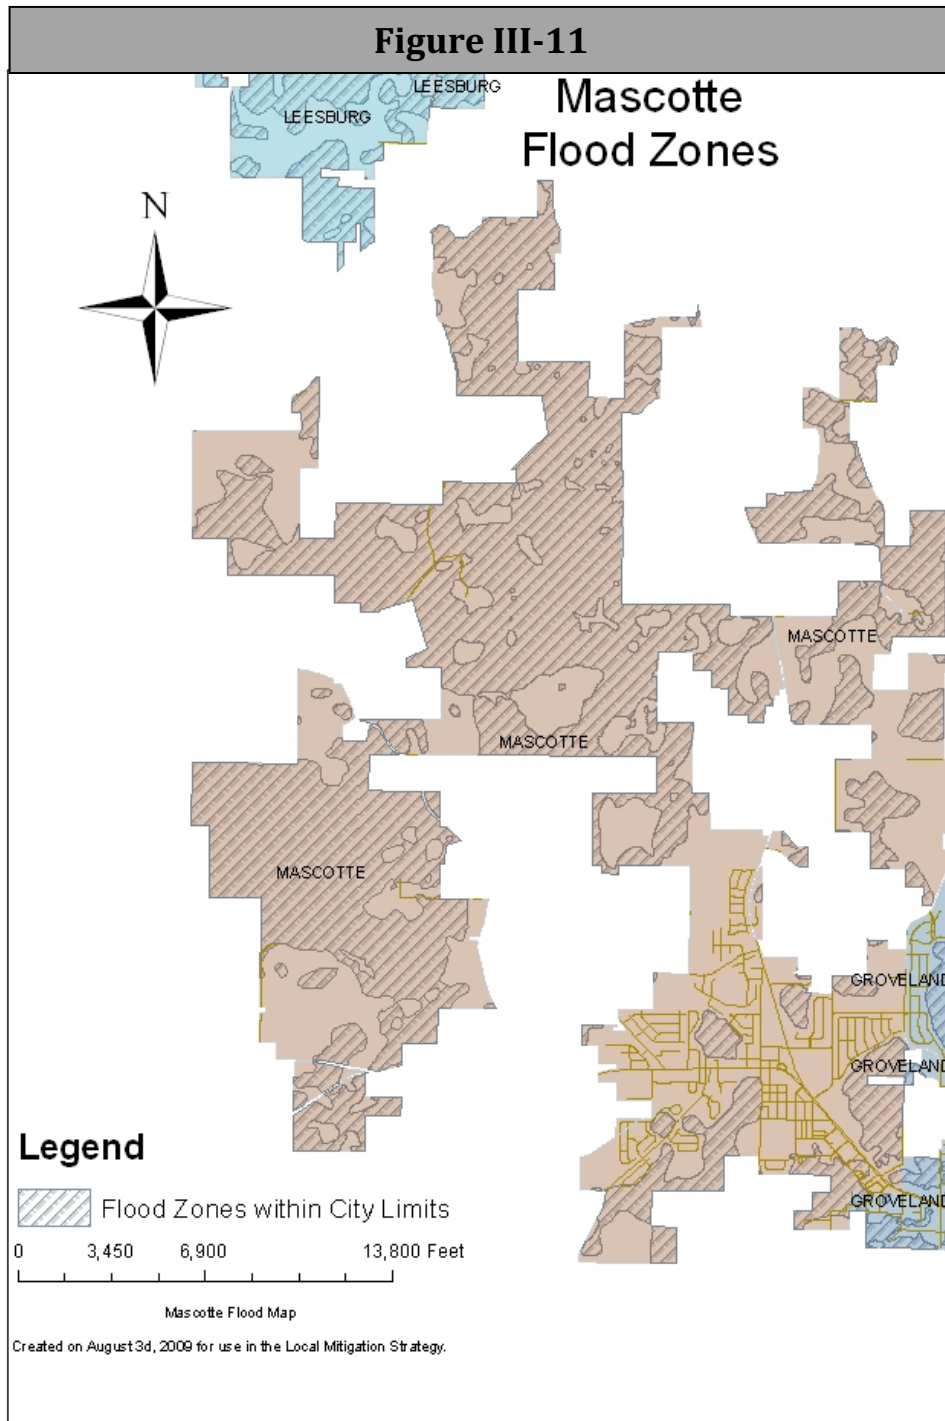 Figure III-11
LEESBURG
Mascotte
LEESBURG
Flood Zones
N
MASCOTTE
MASCOTTE
MASCOTTE
GROVELAND
GROVELAND
Legend
GROVELAND
Flood Zones within City Limits
0 3,450 6,900 13,800 Feet
Mascotte Flood Map
Created on August 3d, 2009 for use in the Local Mitigation Strategy.